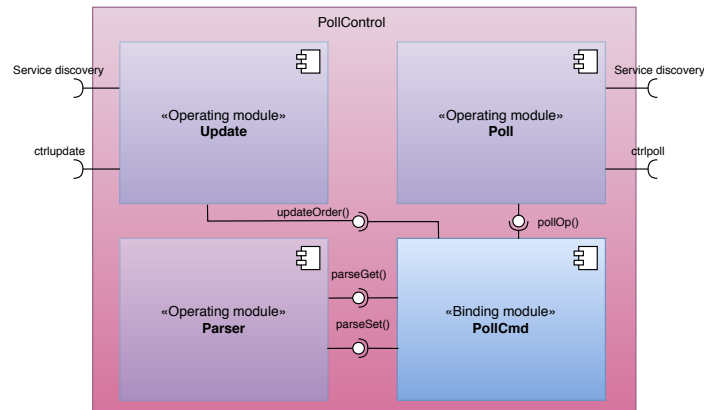 PollControl
Service discovery
Service discovery
«Operating module»
Update
«Operating module»
Poll
ctrlupdate
ctrlpoll
updateOrder()
pollOp()
parseGet()
«Operating module»
Parser
«Binding module»
PollCmd
parseSet()